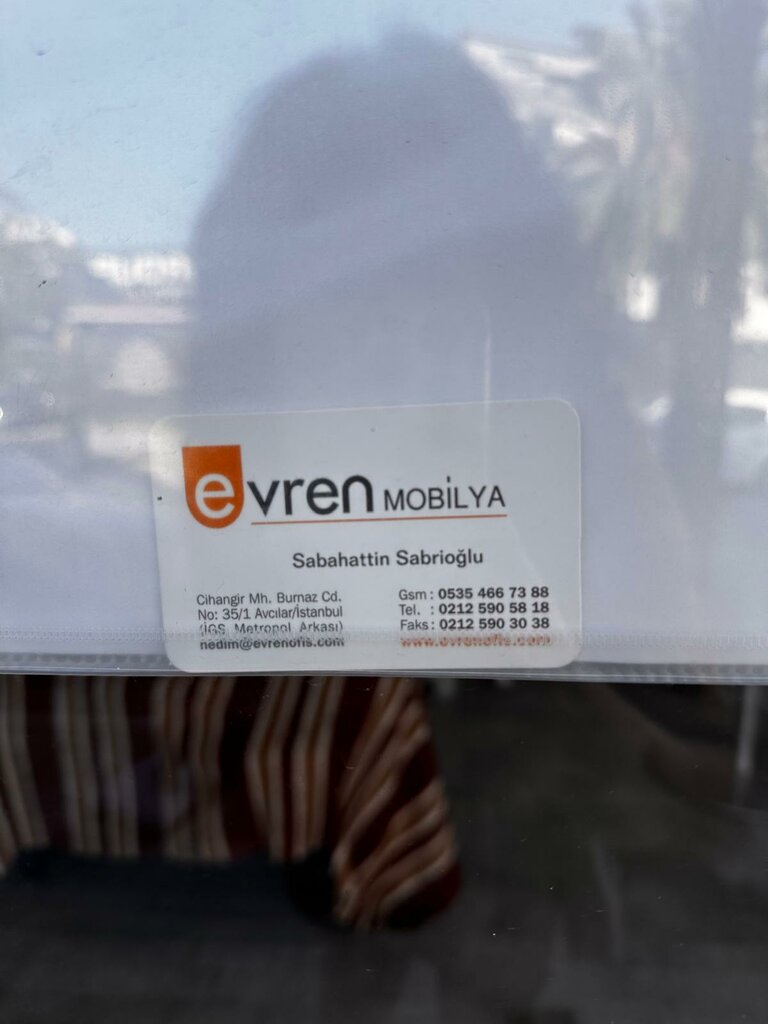 evren MOBİLYA
Sabahattin Sabrioğlu
Cihangir Mh. Burnaz Cd.
No: 35/1 Avcılar/İstanbul
(İGS Metropol Arkası)
nedim@evrenofis.com
Gsm : 0535 466 73 88
Tel. : 0212 590 58 18
Faks : 0212 590 30 38
www.evrenofis.com